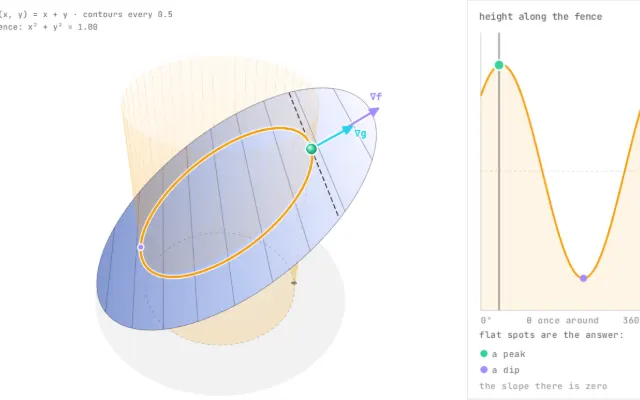 (x, y) = x + y · contours every 0.5
ence: x² + y² = 1.00
∇f
∇g
height along the fence
0°
θ once around
360
flat spots are the answer:
a peak
a dip
the slope there is zero